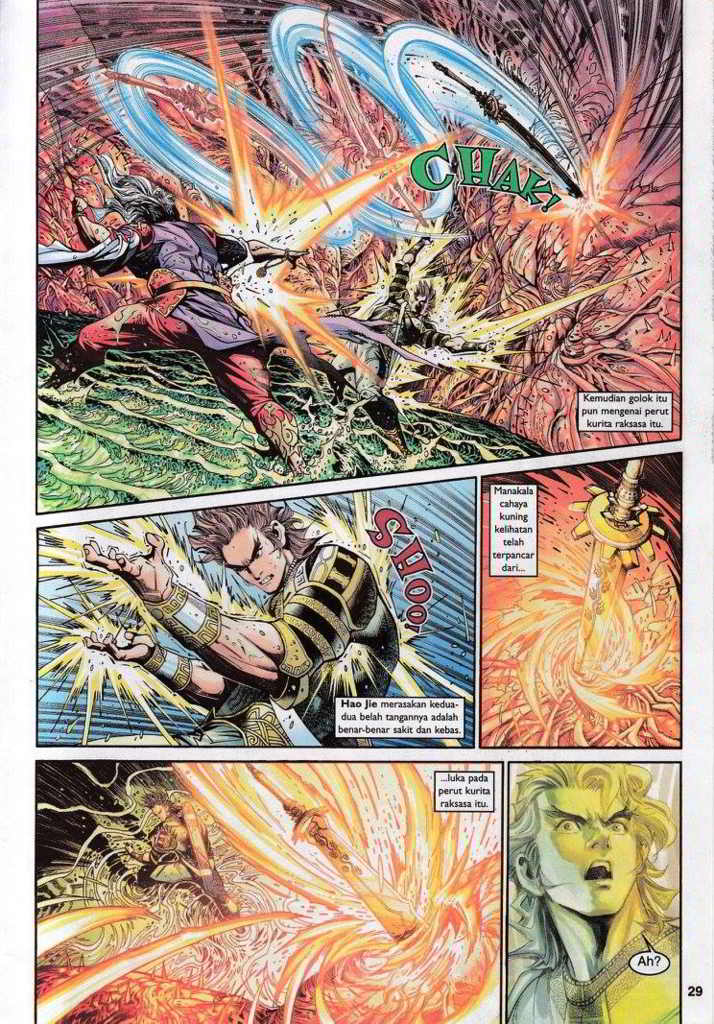 CHAK!
Kemudian golok itu
pun mengenai perut
kurita raksasa itu.
SHOO!
Hao Jie merasakan kedua-
dua belah tangannya adalah
benar-benar sakit dan kebas.
Manakala
cahaya
kuning
kelihatan
telah
terpancar
dari...
...luka pada
perut kurita
raksasa itu.
Ah?
29